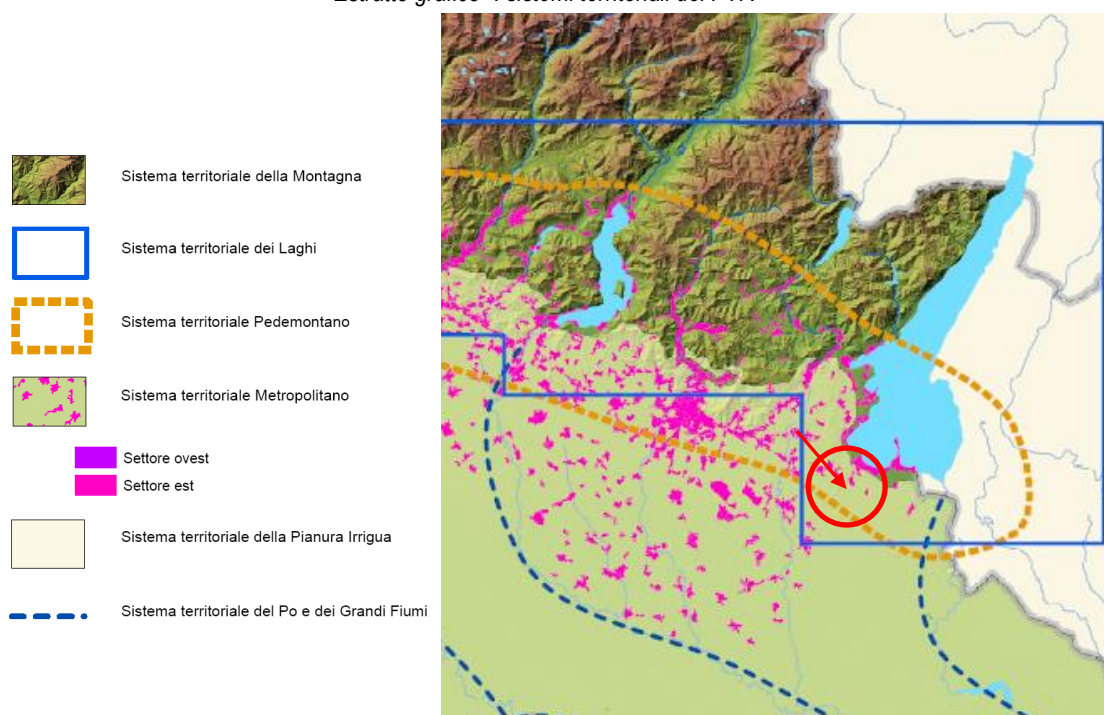 Sistema territoriale della Montagna
Sistema territoriale dei Laghi
Sistema territoriale Pedemontano
Sistema territoriale Metropolitano
Settore ovest
Settore est
Sistema territoriale della Pianura Irrigua
Sistema territoriale del Po e dei Grandi Fiumi